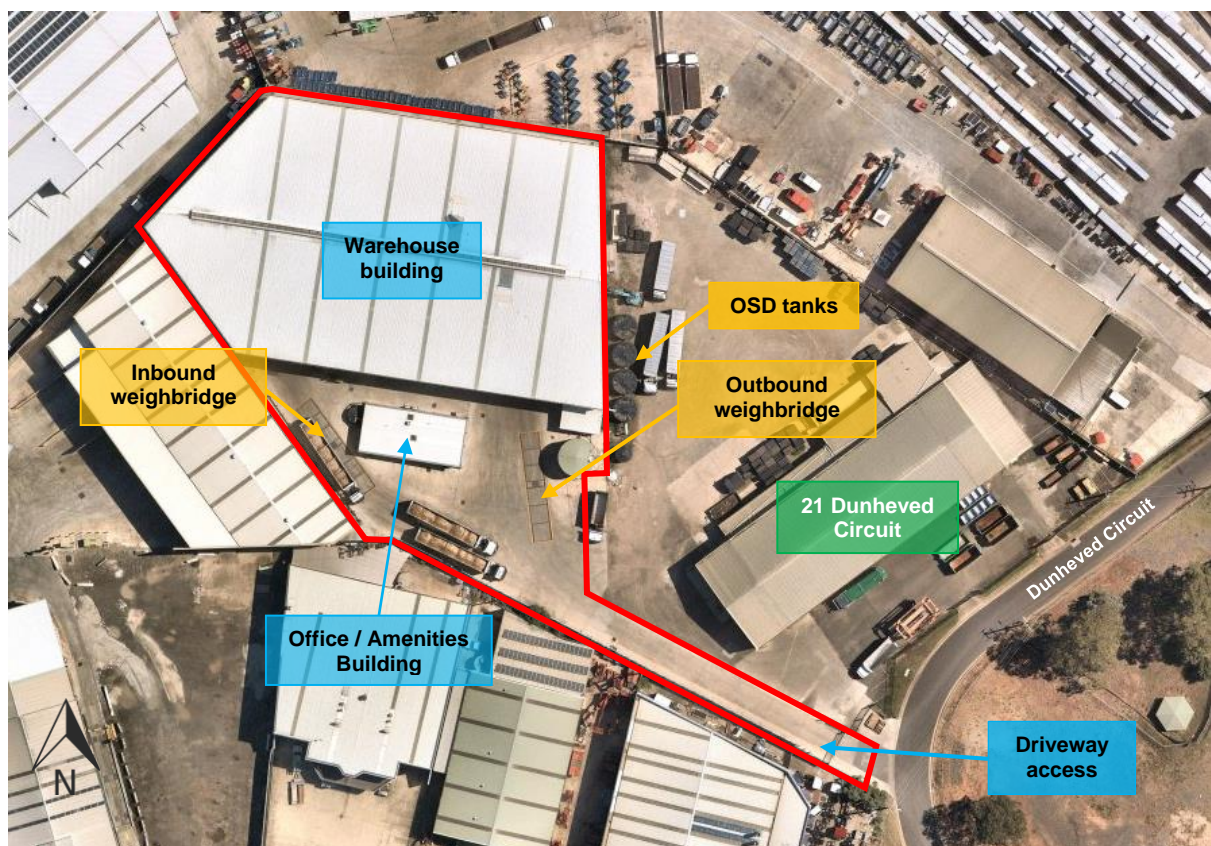 Warehouse
building
OSD tanks
Inbound
weighbridge
Outbound
weighbridge
21 Dunheved
Circuit
Dunheved Circuit
Office / Amenities
Building
Driveway
access
N